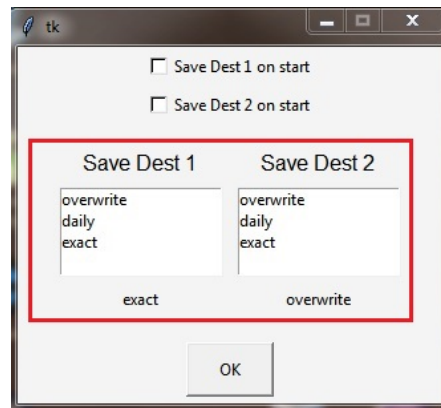 tk
Save Dest 1 on start
Save Dest 2 on start
Save Dest 1 Save Dest 2
overwrite overwrite
daily daily
exact exact
exact overwrite
OK